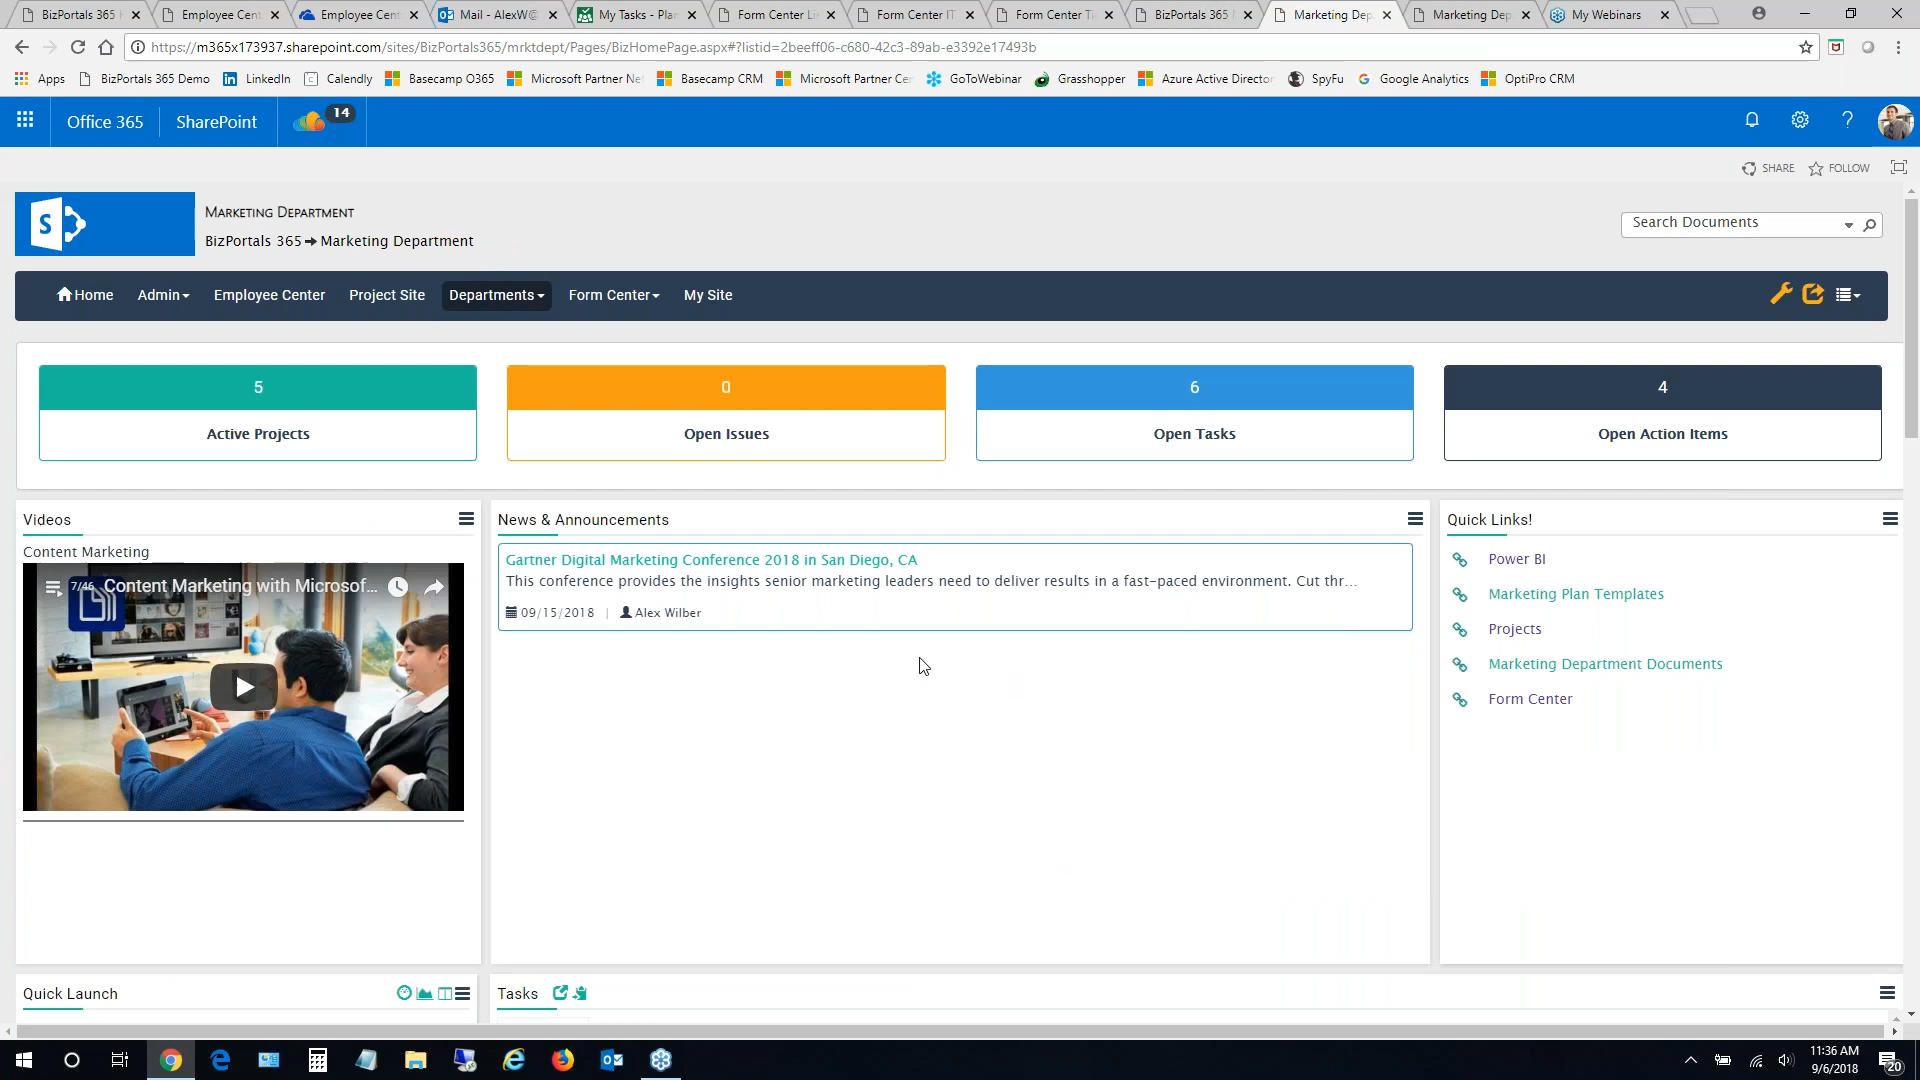 BizPortals 365
Employee Cent
Employee Cent
Mail - AlexW@
My Tasks - Plan
Form Center Li
Form Center IT
Form Center Ti
BizPortals 365
Marketing Dep
Marketing Dep
My Webinars
https://m365x173937.sharepoint.com/sites/BizPortals365/mrktdept/Pages/BizHomePage.aspx#?listid=2beeff06-c680-42c3-89ab-e3392e17493b
Apps
BizPortals 365 Demo
LinkedIn
Calendly
Basecamp O365
Microsoft Partner Ne
Basecamp CRM
Microsoft Partner Cen
GoToWebinar
Grasshopper
Azure Active Director
SpyFu
Google Analytics
OptiPro CRM
Office 365
SharePoint
14
SHARE
FOLLOW
Marketing Department
BizPortals 365 ➔ Marketing Department
Search Documents
Home
Admin
Employee Center
Project Site
Departments
Form Center
My Site
5
Active Projects
0
Open Issues
6
Open Tasks
4
Open Action Items
Videos
Content Marketing
7/46
Content Marketing with Microsof...
News & Announcements
Gartner Digital Marketing Conference 2018 in San Diego, CA
This conference provides the insights senior marketing leaders need to deliver results in a fast-paced environment. Cut thr...
09/15/2018 | Alex Wilber
Quick Links!
Power BI
Marketing Plan Templates
Projects
Marketing Department Documents
Form Center
Quick Launch
Tasks
11:36 AM
9/6/2018
20